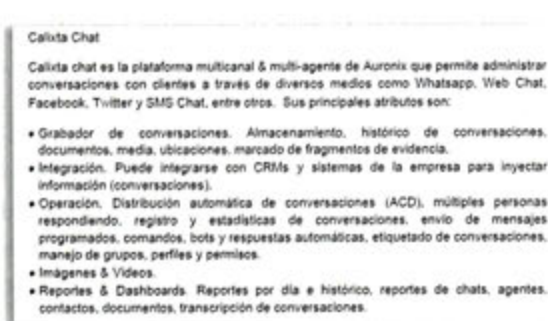 Calixta Chat
Calixta chat es la plataforma multicanal & multi-agente de Auronix que permite administrar
conversaciones con clientes a través de diversos medios como Whatsapp, Web Chat,
Facebook, Twitter y SMS Chat, entre otros. Sus principales atributos son:
• Grabador de conversaciones. Almacenamiento, histórico de conversaciones,
documentos, media, ubicaciones, marcado de fragmentos de evidencia.
• Integración. Puede integrarse con CRMs y sistemas de la empresa para inyectar
información (conversaciones).
• Operación. Distribución automática de conversaciones (ACD), múltiples personas
respondiendo, registro y estadísticas de conversaciones, envío de mensajes
programados, comandos, bots y respuestas automáticas, etiquetado de conversaciones,
manejo de grupos, perfiles y permisos.
• Imágenes & Videos.
• Reportes & Dashboards. Reportes por día e histórico, reportes de chats, agentes,
contactos, documentos, transcripción de conversaciones.